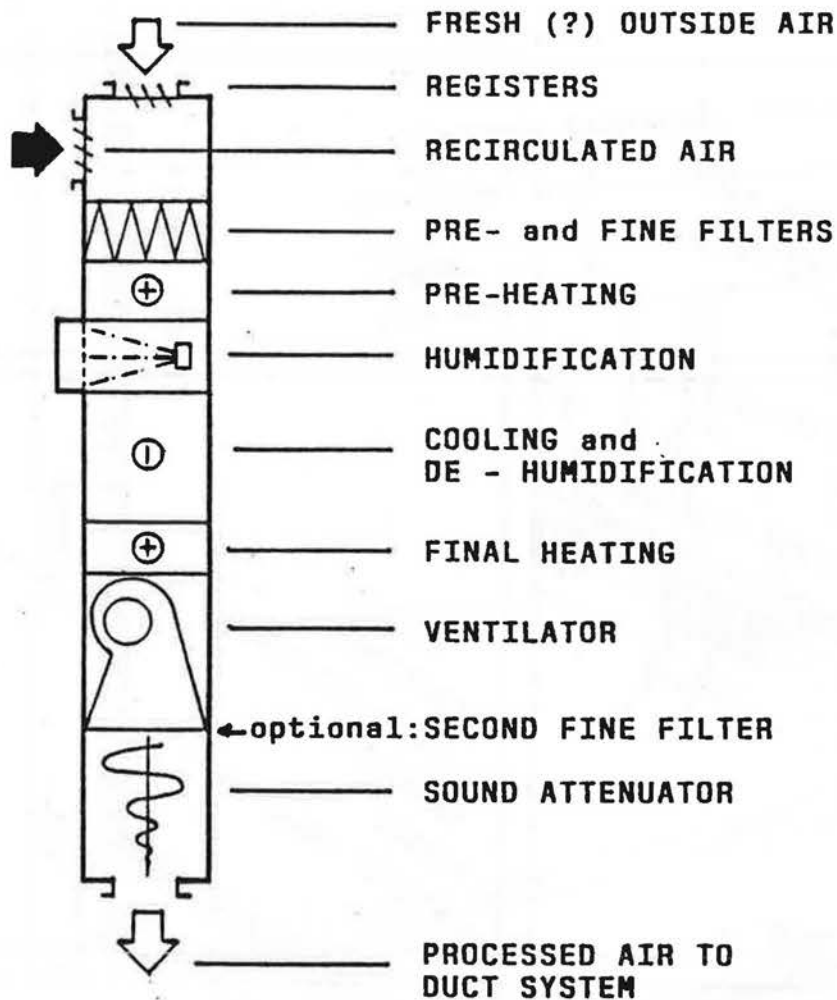 FRESH (?) OUTSIDE AIR
REGISTERS
RECIRCULATED AIR
PRE- and FINE FILTERS
PRE-HEATING
HUMIDIFICATION
COOLING and
DE - HUMIDIFICATION
FINAL HEATING
VENTILATOR
optional:SECOND FINE FILTER
SOUND ATTENUATOR
PROCESSED AIR TO
DUCT SYSTEM